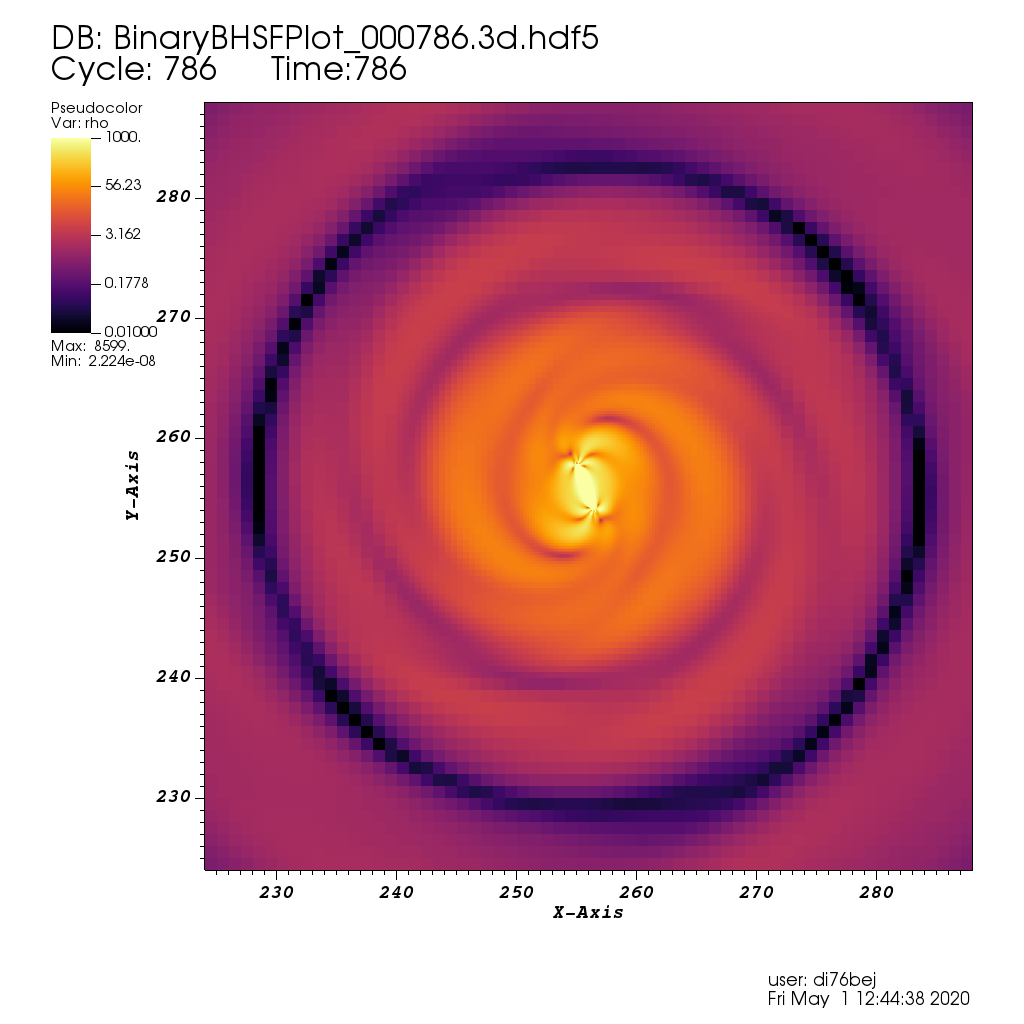 DB: BinaryBHSFPlot_000786.3d.hdf5
Cycle: 786 Time:786
Pseudocolor
Var: rho
1000.
56.23
3.162
0.1778
0.01000
Max: 8599.
Min: 2.224e-08
280
270
260
250
240
230
Y-Axis
230 240 250 260 270 280
X-Axis
user: di76bej
Fri May 1 12:44:38 2020